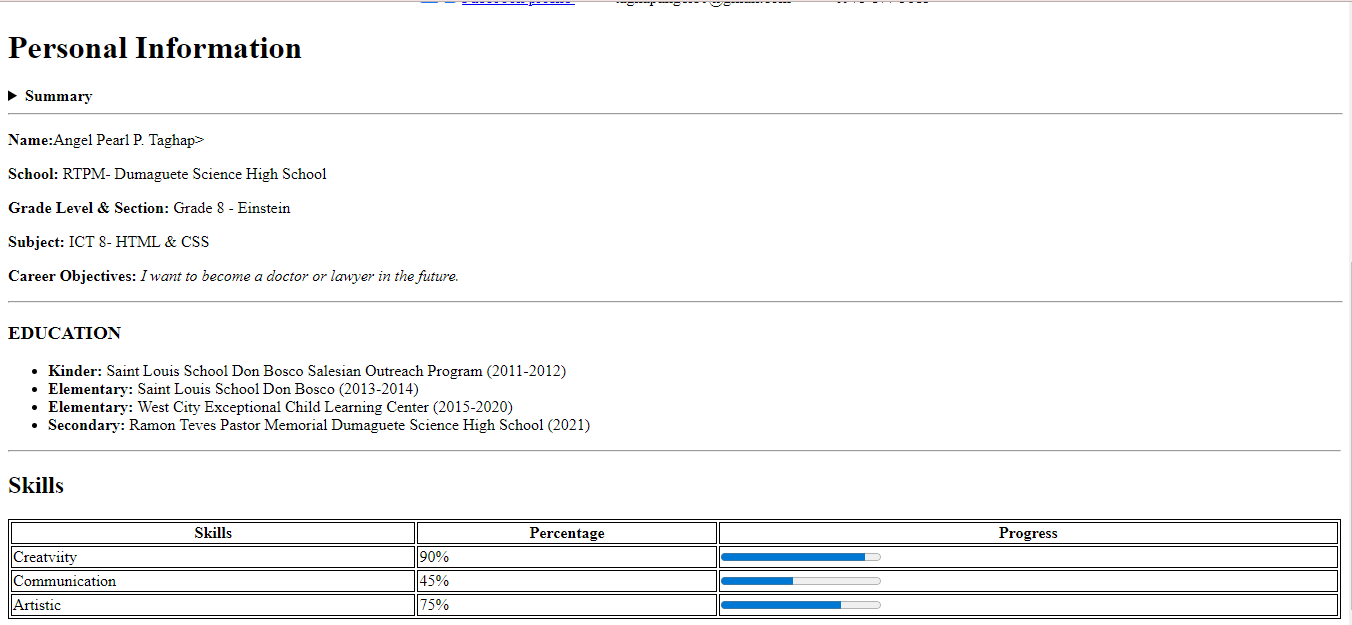 Personal Information
Summary
Name:Angel Pearl P. Taghap>
School: RTPM- Dumaguete Science High School
Grade Level & Section: Grade 8 - Einstein
Subject: ICT 8- HTML & CSS
Career Objectives: I want to become a doctor or lawyer in the future.
EDUCATION
Kinder: Saint Louis School Don Bosco Salesian Outreach Program (2011-2012)
Elementary: Saint Louis School Don Bosco (2013-2014)
Elementary: West City Exceptional Child Learning Center (2015-2020)
Secondary: Ramon Teves Pastor Memorial Dumaguete Science High School (2021)
Skills
Skills Percentage Progress
Creatviity 90%
Communication 45%
Artistic 75%